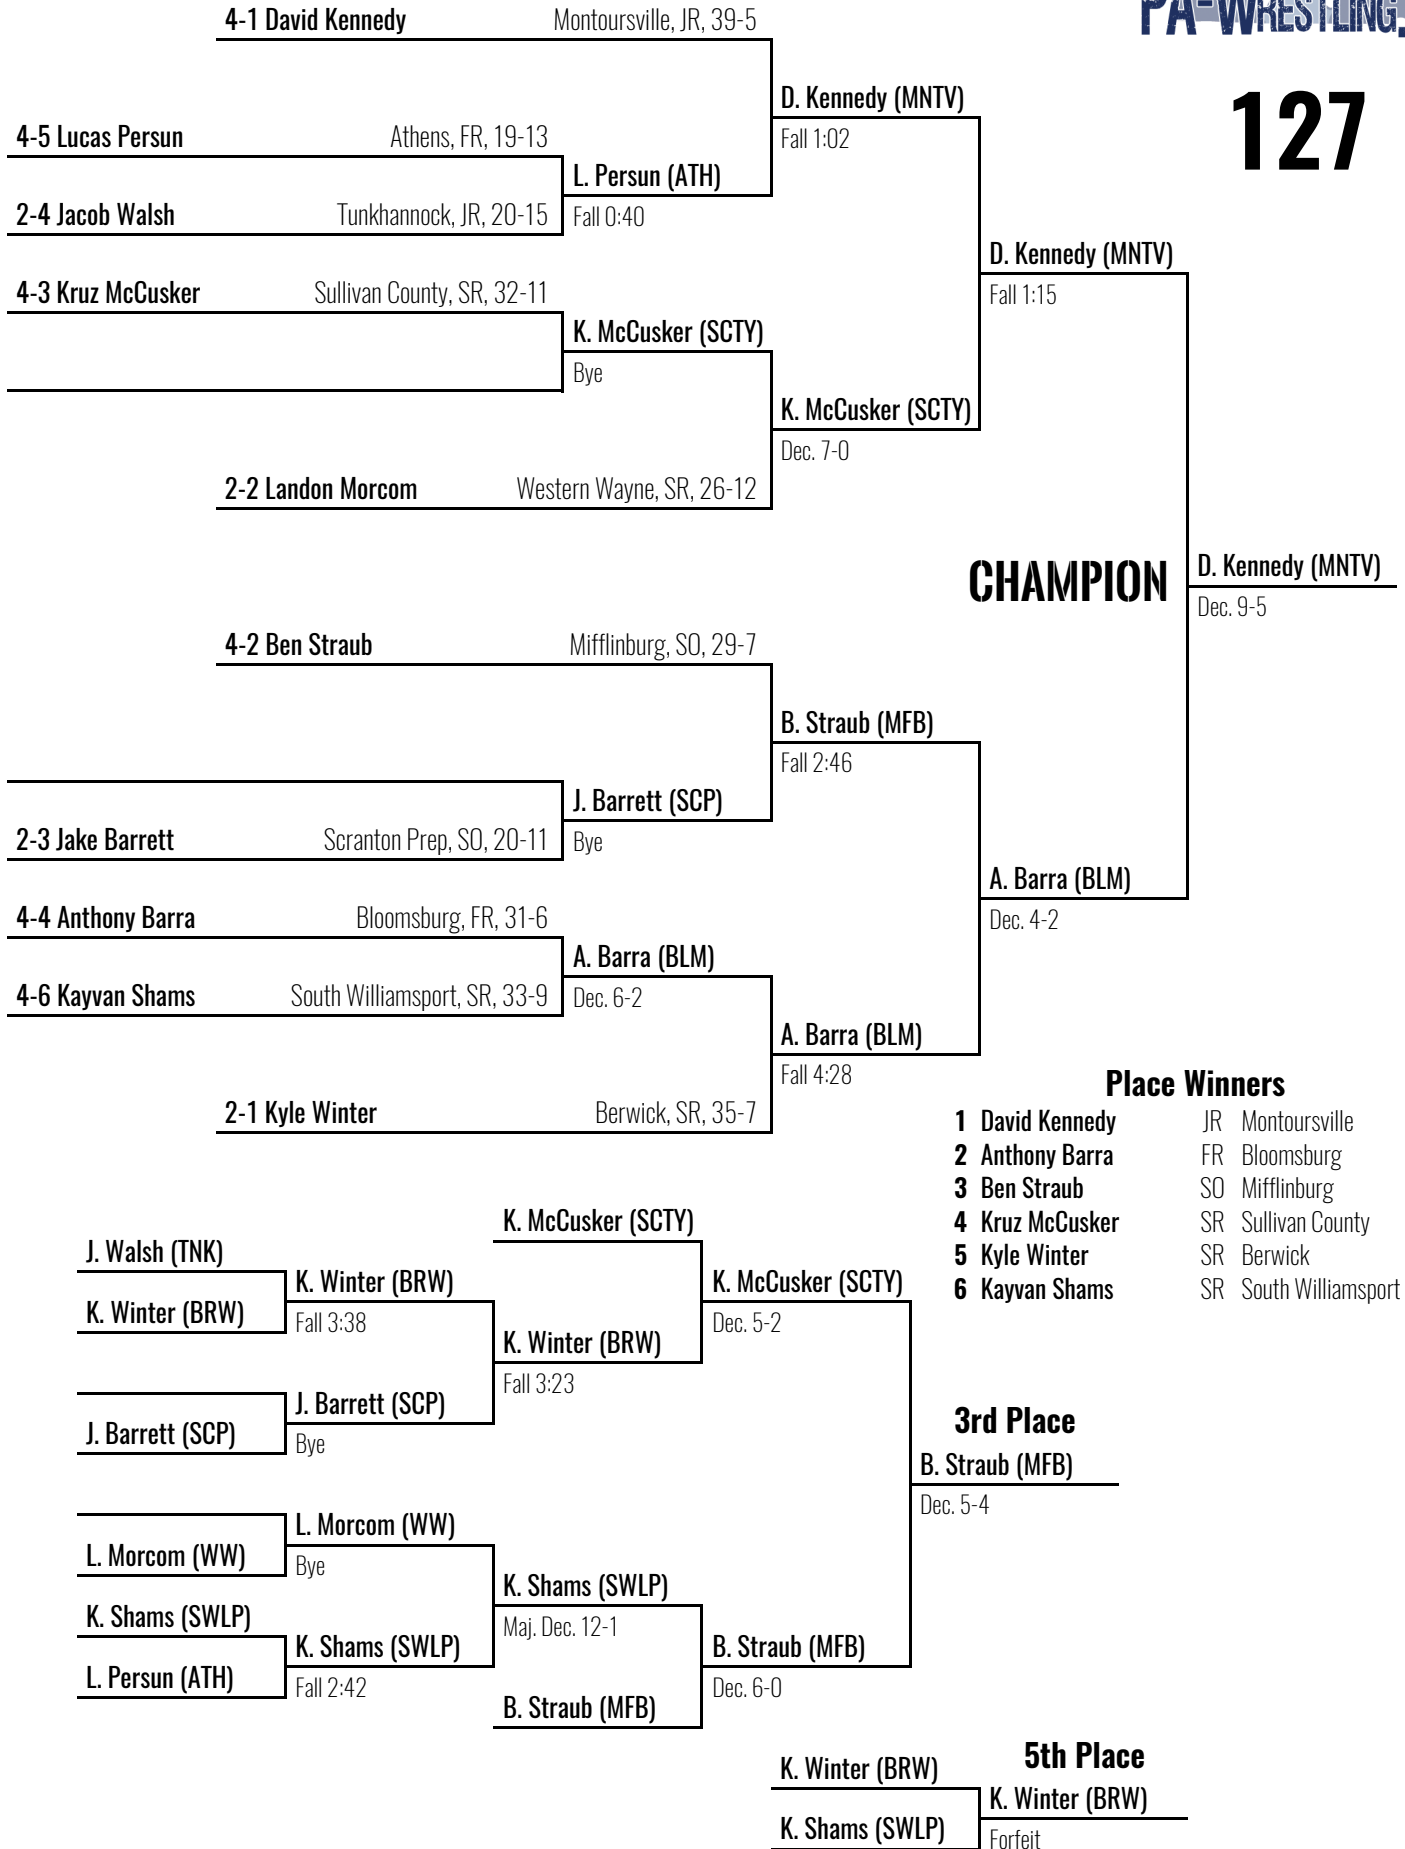 4-1 David Kennedy Montoursville, JR, 39-5
PA-WRESTLING.
127
D. Kennedy (MNTV)
Fall 1:02
4-5 Lucas Persun Athens, FR, 19-13
L. Persun (ATH)
Fall 0:40
2-4 Jacob Walsh Tunkhannock, JR, 20-15
D. Kennedy (MNTV)
Fall 1:15
4-3 Kruz McCusker Sullivan County, SR, 32-11
K. McCusker (SCTY)
Bye
K. McCusker (SCTY)
Dec. 7-0
2-2 Landon Morcom Western Wayne, SR, 26-12
CHAMPION
D. Kennedy (MNTV)
Dec. 9-5
4-2 Ben Straub Mifflinburg, SO, 29-7
B. Straub (MFB)
Fall 2:46
J. Barrett (SCP)
Bye
2-3 Jake Barrett Scranton Prep, SO, 20-11
A. Barra (BLM)
Dec. 4-2
4-4 Anthony Barra Bloomsburg, FR, 31-6
A. Barra (BLM)
Dec. 6-2
4-6 Kayvan Shams South Williamsport, SR, 33-9
A. Barra (BLM)
Fall 4:28
2-1 Kyle Winter Berwick, SR, 35-7
Place Winners
1 David Kennedy JR Montoursville
2 Anthony Barra FR Bloomsburg
3 Ben Straub SO Mifflinburg
4 Kruz McCusker SR Sullivan County
5 Kyle Winter SR Berwick
6 Kayvan Shams SR South Williamsport
K. McCusker (SCTY)
J. Walsh (TNK)
K. Winter (BRW)
Fall 3:38
K. Winter (BRW)
K. McCusker (SCTY)
Dec. 5-2
K. Winter (BRW)
Fall 3:23
J. Barrett (SCP)
Bye
J. Barrett (SCP)
3rd Place
B. Straub (MFB)
Dec. 5-4
L. Morcom (WW)
Bye
L. Morcom (WW)
K. Shams (SWLP)
Maj. Dec. 12-1
K. Shams (SWLP)
K. Shams (SWLP)
Fall 2:42
L. Persun (ATH)
B. Straub (MFB)
Dec. 6-0
B. Straub (MFB)
5th Place
K. Winter (BRW)
K. Winter (BRW)
Forfeit
K. Shams (SWLP)